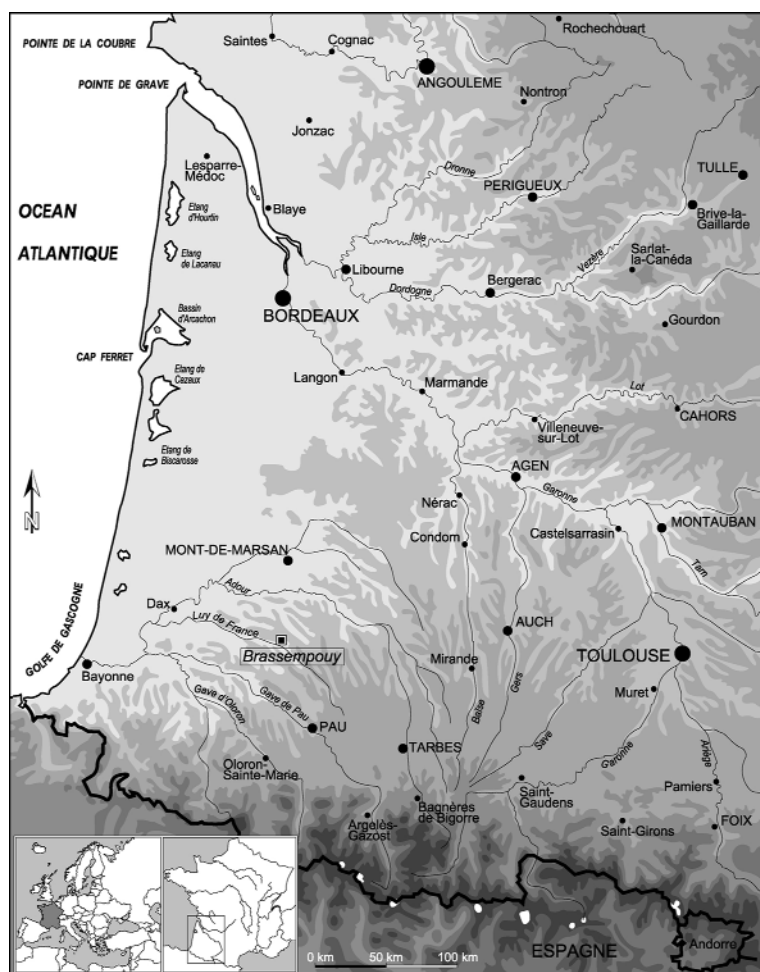 POINTE DE LA COUBRE
Saintes
Cognac
Rochechouart
ANGOULEME
POINTE DE GRAVE
Nontron
Jonzac
Lesparre-
Médoc
Dronne
TULLE
PERIGUEUX
OCEAN
ATLANTIQUE
Etang
d'Hourtin
Blaye
Brive-la-
Gaillarde
Isle
Etang
de Lacanau
Libourne
Vezère
Sarlat-
la-Canéda
Dordogne
Bergerac
BORDEAUX
Bassin
d'Arcachon
Gourdon
CAP FERRET
Etang de
Cazaux
Langon
Marmande
Lot
CAHORS
Villeneuve-
sur-Lot
Etang de
Biscarosse
AGEN
Garonne
N
Nérac
Castelsarrasin
MONTAUBAN
Condom
MONT-DE-MARSAN
Tarn
Adour
Dax
Luy de France
GOLFE DE GASCOGNE
AUCH
Brassempouy
TOULOUSE
Bayonne
Mirande
Gers
Muret
Gave d'Oloron
Gave de Pau
Baïse
PAU
Save
Garonne
Ariège
TARBES
Oloron-
Sainte-Marie
Saint-
Gaudens
Pamiers
Bagnères
de Bigorre
Argelès-
Gazost
Saint-Girons
FOIX
ESPAGNE
Andorre
0 km 50 km 100 km